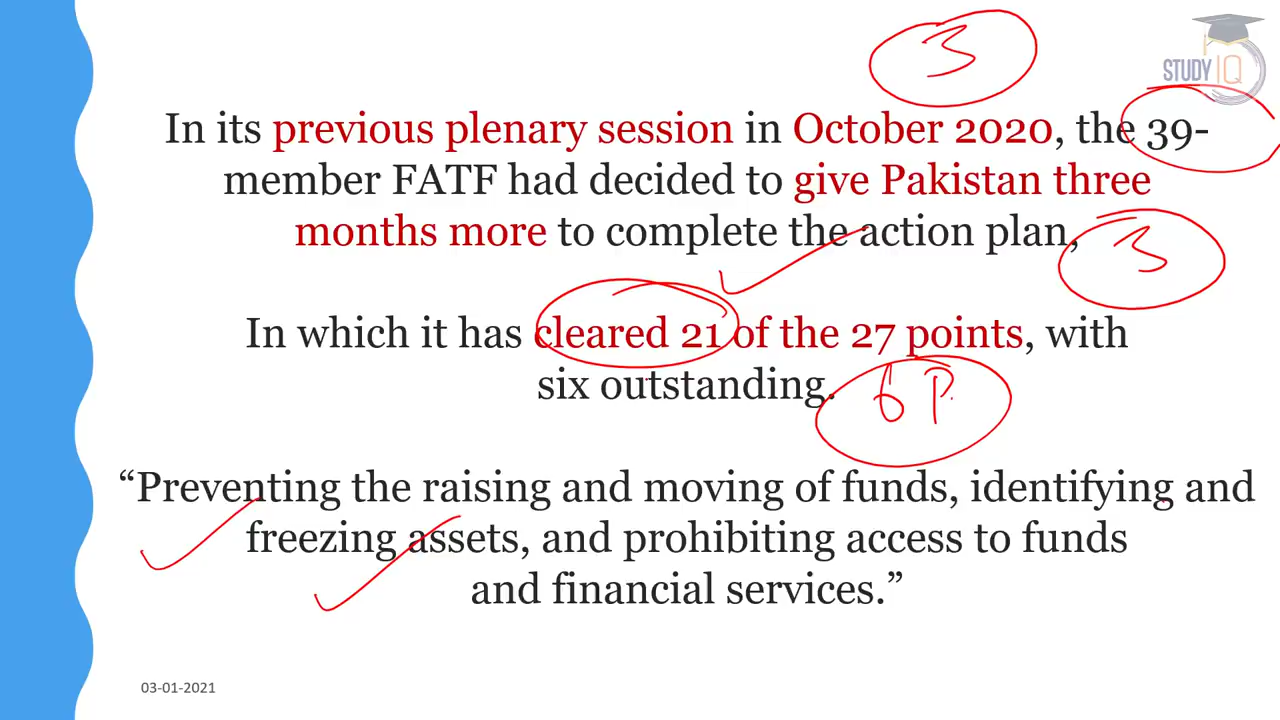 3
STUDY IQ
In its previous plenary session in October 2020, the 39-
member FATF had decided to give Pakistan three
months more to complete the action plan,
3
In which it has cleared 21 of the 27 points, with
six outstanding.
6 P.
“Preventing the raising and moving of funds, identifying and
freezing assets, and prohibiting access to funds
and financial services.”
03-01-2021